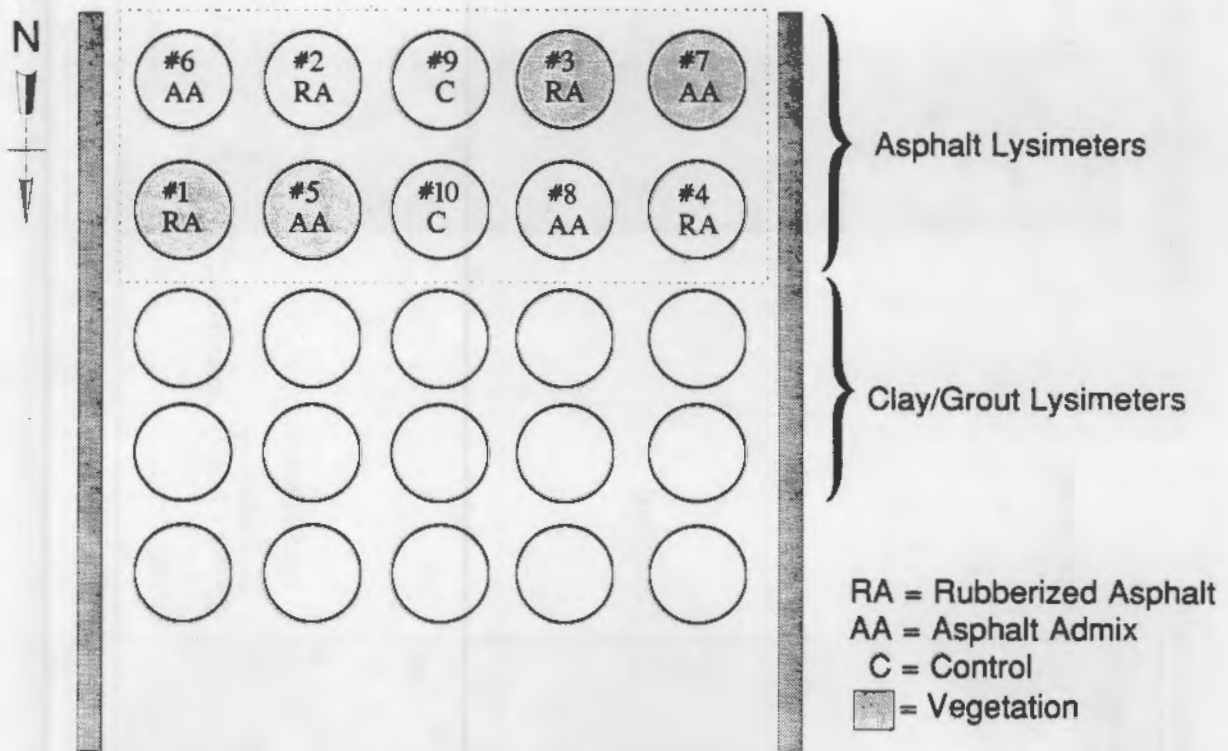 N
#6
AA
#2
RA
#9
C
#3
RA
#7
AA
#1
RA
#5
AA
#10
C
#8
AA
#4
RA
Asphalt Lysimeters
Clay/Grout Lysimeters
RA = Rubberized Asphalt
AA = Asphalt Admix
C = Control
= Vegetation